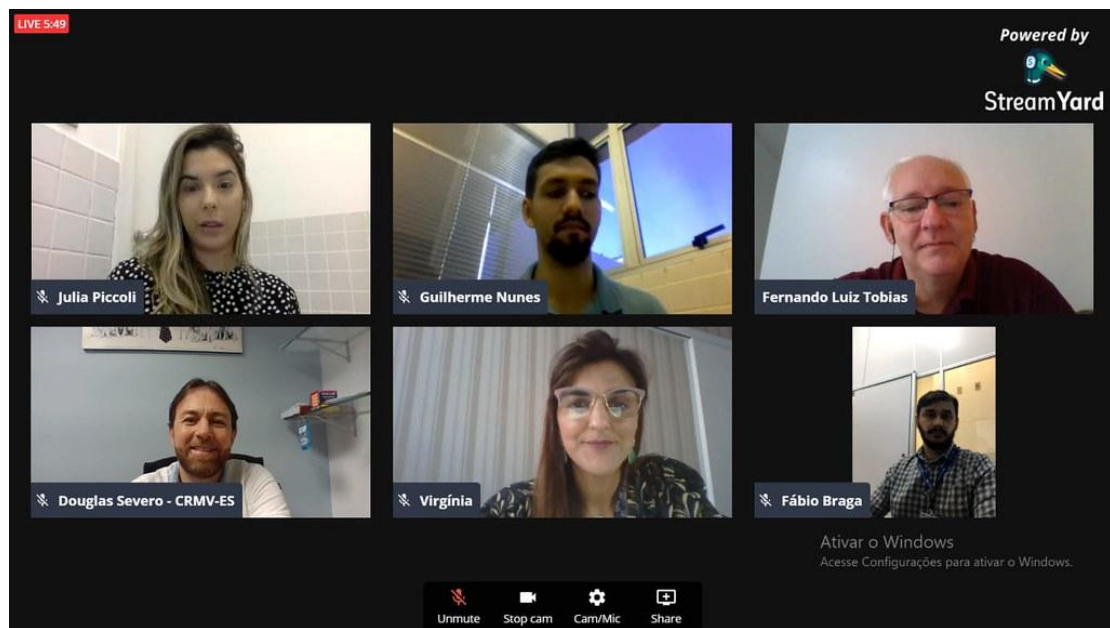 LIVE 5:49
Powered by
StreamYard
Julia Piccoli
Guilherme Nunes
Fernando Luiz Tobias
Douglas Severo - CRMV-ES
Virgínia
Fábio Braga
Ativar o Windows
Acesse Configurações para ativar o Windows.
Unmute
Stop cam
Cam/Mic
Share